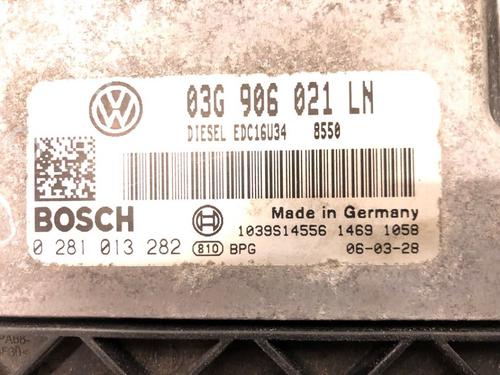 03G 906 021 LN
DIESEL EDC16U34 8550
BOSCH
Made in Germany
0 281 013 282 810 BPG
1039S14556 1469 1058
06-03-28